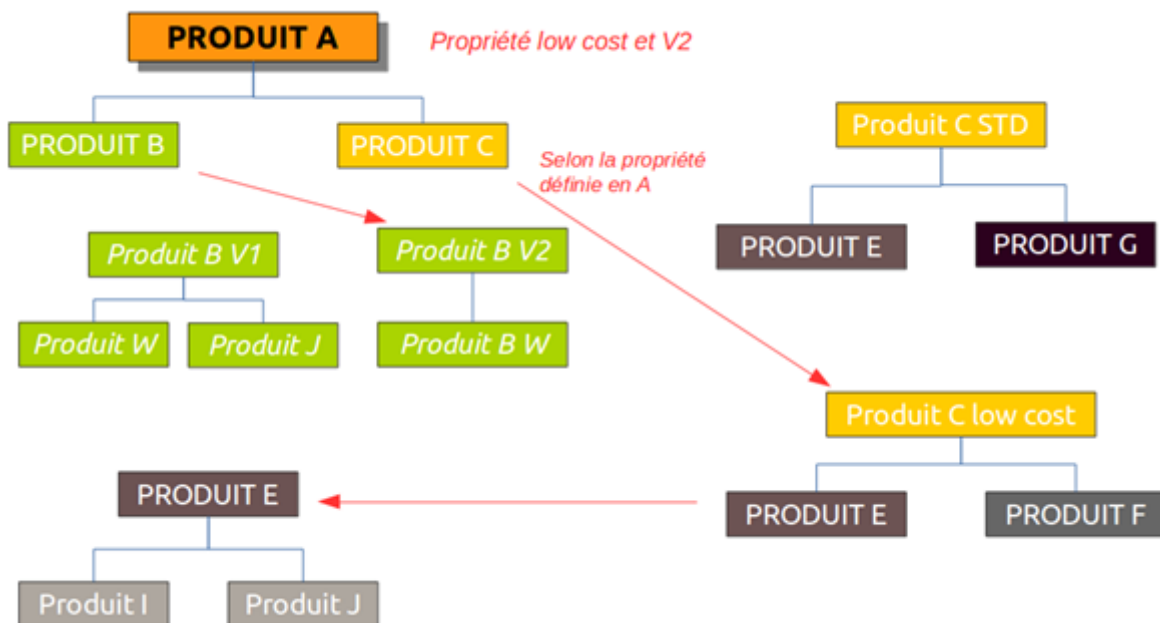 PRODUIT A
Propriété low cost et V2
PRODUIT B
PRODUIT C
Produit C STD
Selon la propriété
définie en A
PRODUIT E
PRODUIT G
Produit B V1
Produit B V2
Produit W
Produit J
Produit B W
Produit C low cost
PRODUIT E
PRODUIT E
PRODUIT F
Produit I
Produit J